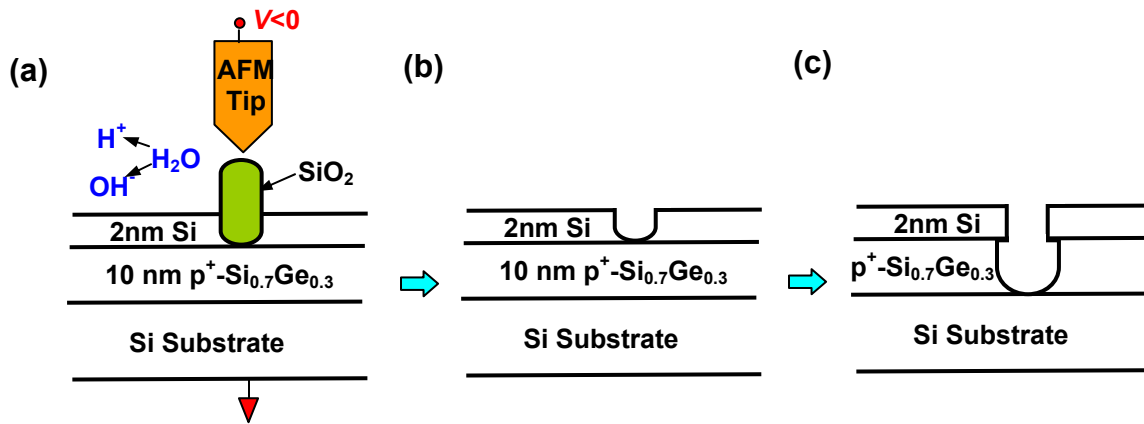 (a)
V<0
AFM
Tip
H⁺
H₂O
OH⁻
SiO₂
2nm Si
10 nm p⁺-Si₀.₇Ge₀.₃
Si Substrate
(b)
2nm Si
10 nm p⁺-Si₀.₇Ge₀.₃
Si Substrate
(c)
2nm Si
p⁺-Si₀.₇Ge₀.₃
Si Substrate